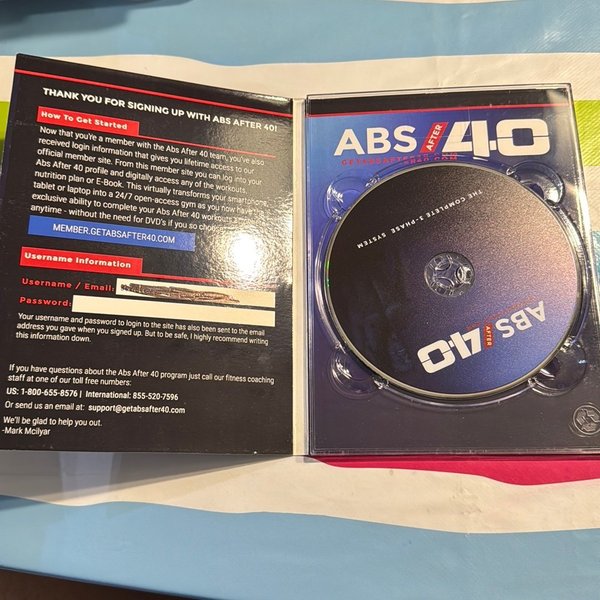 THANK YOU FOR SIGNING UP WITH ABS AFTER 40!
How To Get Started
Now that you're a member with the Abs After 40 team, you've also
received login information that gives you lifetime access to our
official member site. From this member site you can log into your
Abs After 40 profile and digitally access any of the workouts,
nutrition plan or E-Book. This virtually transforms your smartphone,
tablet or laptop into a 24/7 open-access gym as you now have
exclusive ability to complete your Abs After 40 workouts
anytime - without the need for DVD's if you so choose
MEMBER.GETABSAFTER40.COM
Username Information
Username / Email:
Password:
Your username and password to login to the site has also been sent to the email
address you gave when you signed up. But to be safe, I highly recommend writing
this information down.
If you have questions about the Abs After 40 program just call our fitness coaching
staff at one of our toll free numbers:
US: 1-800-655-8576 | International: 855-520-7596
Or send us an email at: support@getabsafter40.com
We'll be glad to help you out.
-Mark Mcilyar
ABS AFTER 40
GETABSAFTER40.COM
THE COMPLETE 3-PHASE SYSTEM
ABS AFTER 40